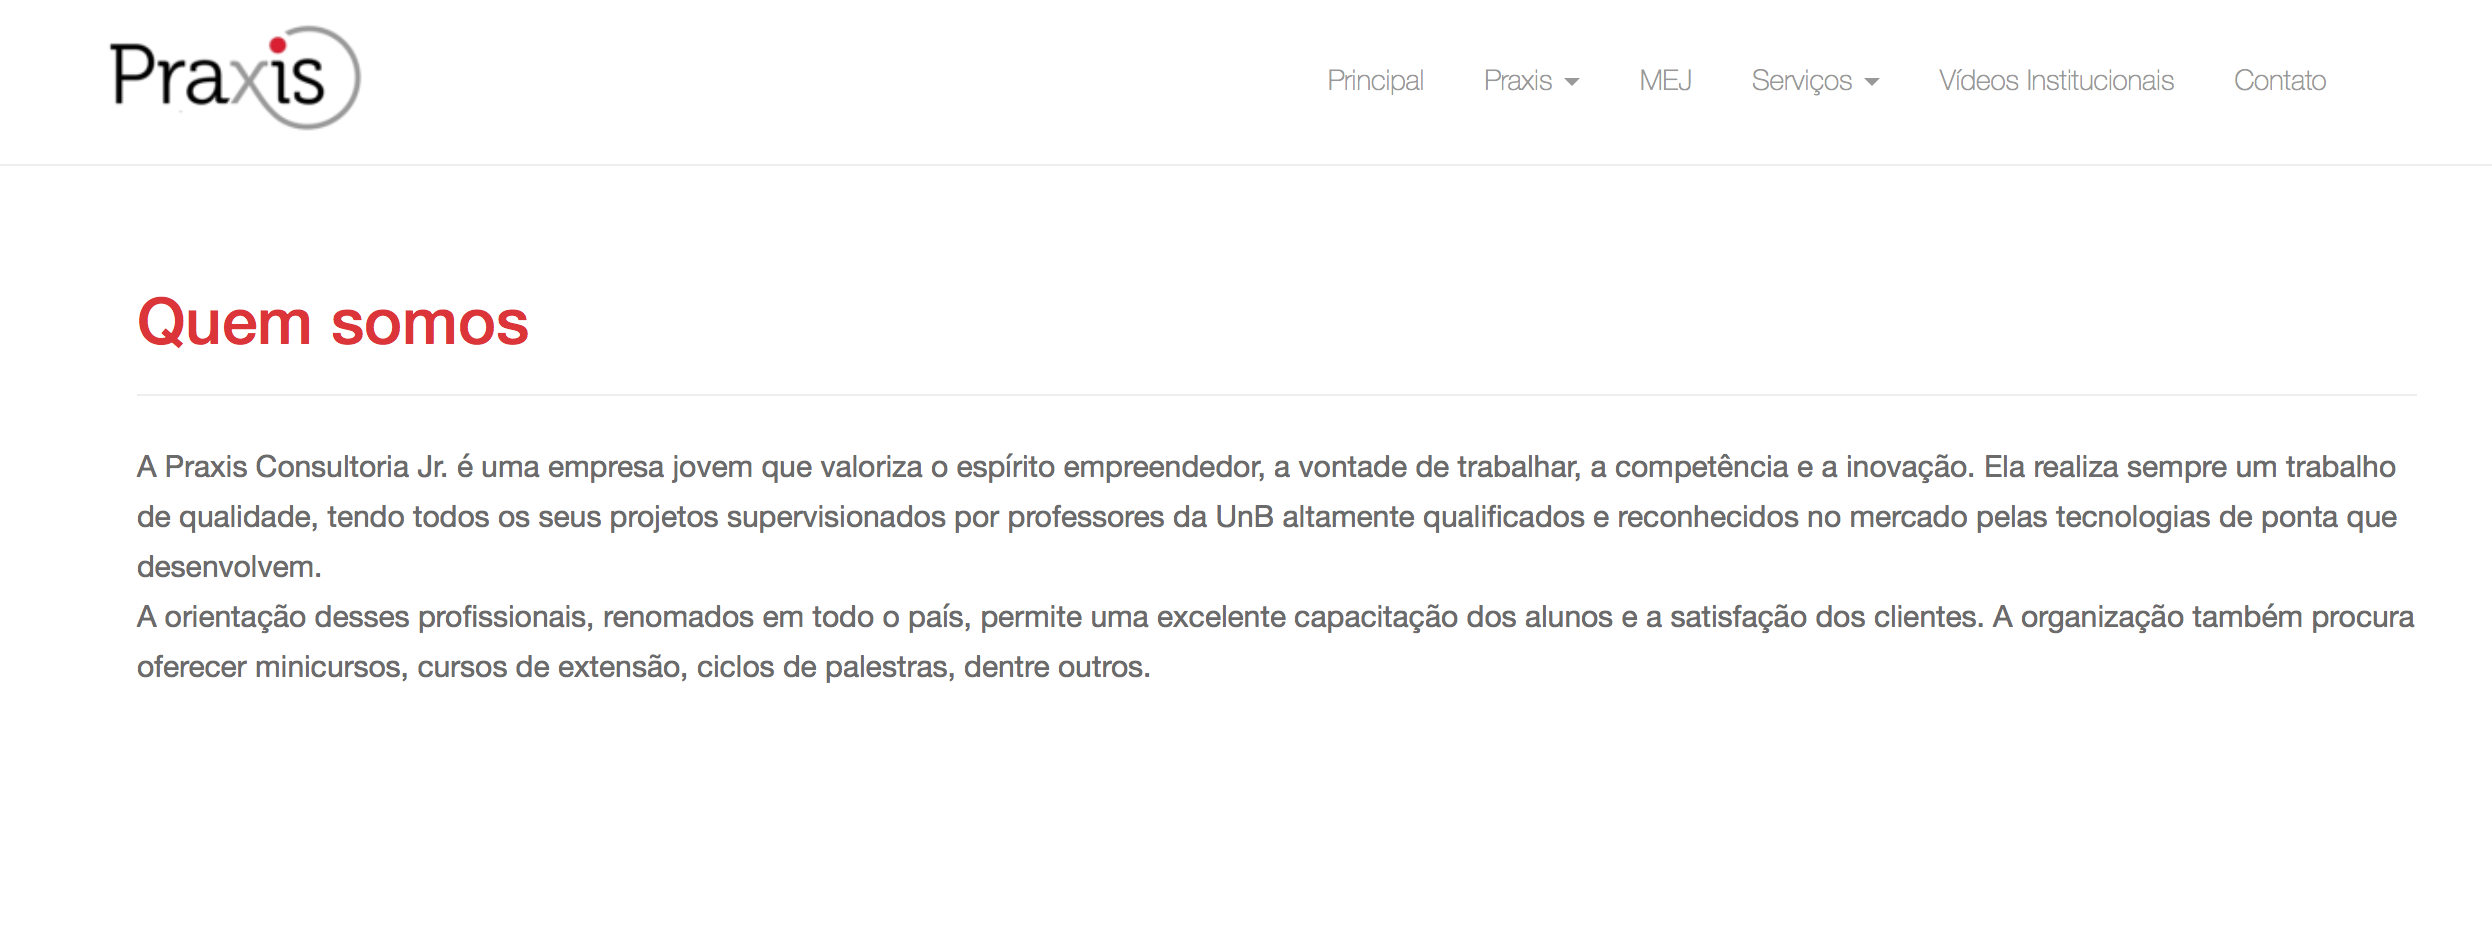 Praxis
Principal Praxis MEJ Serviços Vídeos Institucionais Contato
Quem somos
A Praxis Consultoria Jr. é uma empresa jovem que valoriza o espírito empreendedor, a vontade de trabalhar, a competência e a inovação. Ela realiza sempre um trabalho
de qualidade, tendo todos os seus projetos supervisionados por professores da UnB altamente qualificados e reconhecidos no mercado pelas tecnologias de ponta que
desenvolvem.
A orientação desses profissionais, renomados em todo o país, permite uma excelente capacitação dos alunos e a satisfação dos clientes. A organização também procura
oferecer minicursos, cursos de extensão, ciclos de palestras, dentre outros.